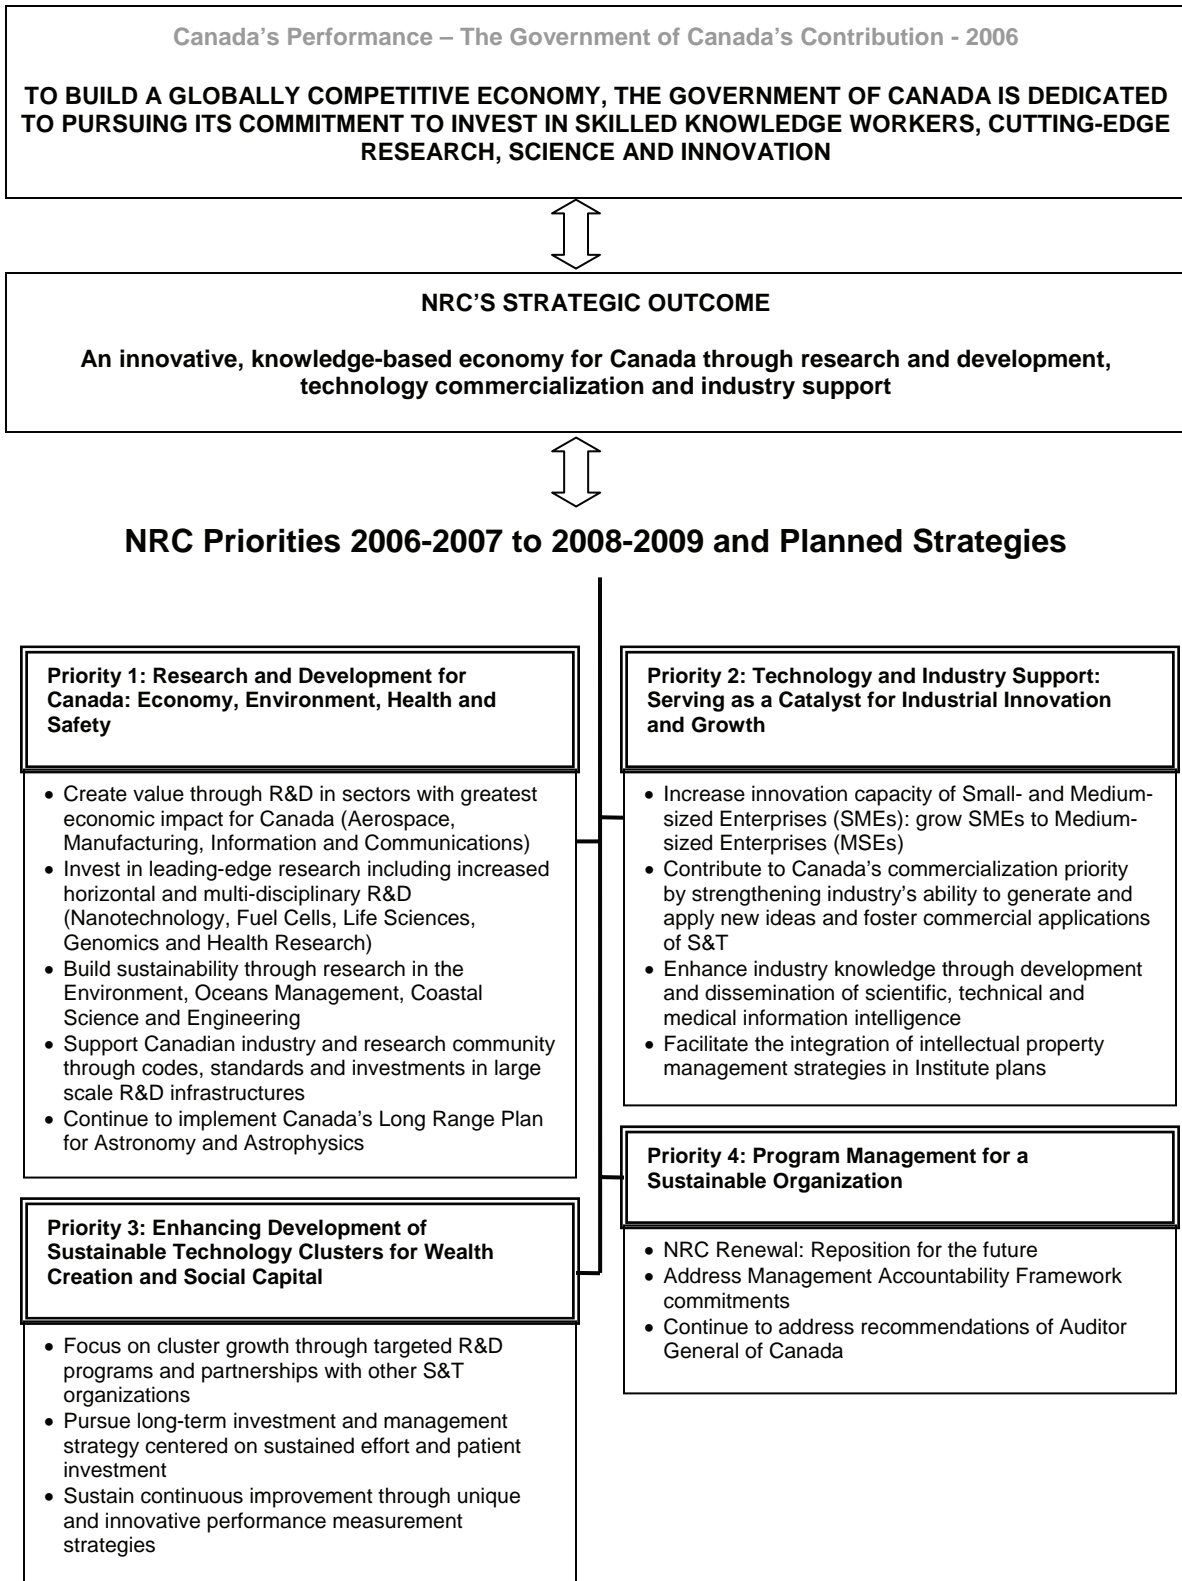 Canada's Performance – The Government of Canada's Contribution - 2006
TO BUILD A GLOBALLY COMPETITIVE ECONOMY, THE GOVERNMENT OF CANADA IS DEDICATED
TO PURSUING ITS COMMITMENT TO INVEST IN SKILLED KNOWLEDGE WORKERS, CUTTING-EDGE
RESEARCH, SCIENCE AND INNOVATION
NRC'S STRATEGIC OUTCOME
An innovative, knowledge-based economy for Canada through research and development,
technology commercialization and industry support
NRC Priorities 2006-2007 to 2008-2009 and Planned Strategies
Priority 1: Research and Development for
Canada: Economy, Environment, Health and
Safety
• Create value through R&D in sectors with greatest
economic impact for Canada (Aerospace,
Manufacturing, Information and Communications)
• Invest in leading-edge research including increased
horizontal and multi-disciplinary R&D
(Nanotechnology, Fuel Cells, Life Sciences,
Genomics and Health Research)
• Build sustainability through research in the
Environment, Oceans Management, Coastal
Science and Engineering
• Support Canadian industry and research community
through codes, standards and investments in large
scale R&D infrastructures
• Continue to implement Canada's Long Range Plan
for Astronomy and Astrophysics
Priority 2: Technology and Industry Support:
Serving as a Catalyst for Industrial Innovation
and Growth
• Increase innovation capacity of Small- and Medium-
sized Enterprises (SMEs): grow SMEs to Medium-
sized Enterprises (MSEs)
• Contribute to Canada's commercialization priority
by strengthening industry's ability to generate and
apply new ideas and foster commercial applications
of S&T
• Enhance industry knowledge through development
and dissemination of scientific, technical and
medical information intelligence
• Facilitate the integration of intellectual property
management strategies in Institute plans
Priority 3: Enhancing Development of
Sustainable Technology Clusters for Wealth
Creation and Social Capital
• Focus on cluster growth through targeted R&D
programs and partnerships with other S&T
organizations
• Pursue long-term investment and management
strategy centered on sustained effort and patient
investment
• Sustain continuous improvement through unique
and innovative performance measurement
strategies
Priority 4: Program Management for a
Sustainable Organization
• NRC Renewal: Reposition for the future
• Address Management Accountability Framework
commitments
• Continue to address recommendations of Auditor
General of Canada